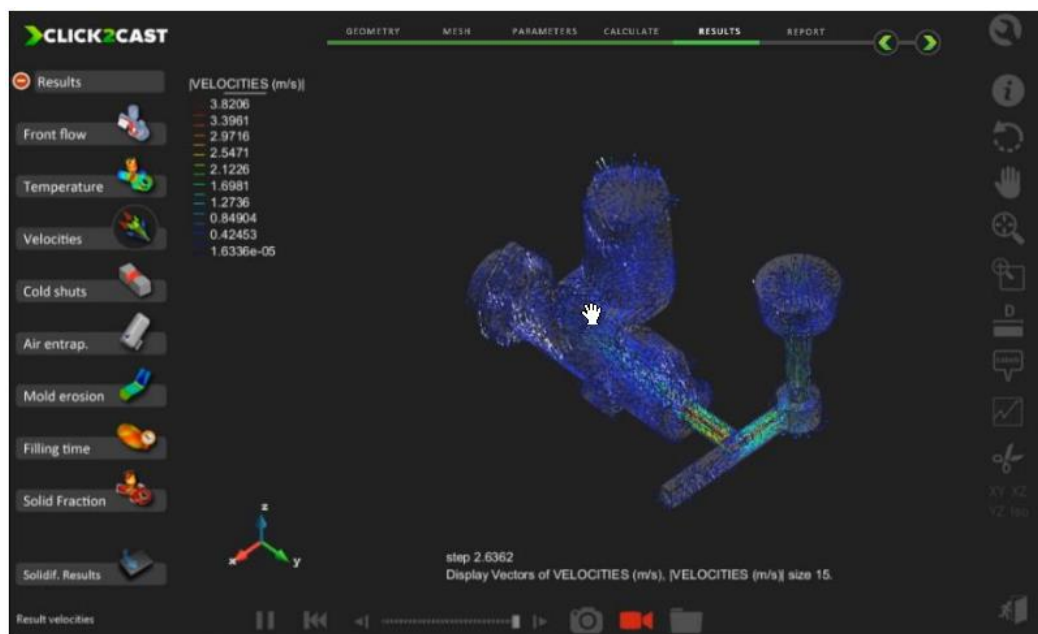 CLICK2CAST
GEOMETRY MESH PARAMETERS CALCULATE RESULTS REPORT
Results
Front flow
Temperature
Velocities
Cold shuts
Air entrap.
Mold erosion
Filling time
Solid Fraction
Solidif. Results
Result velocities
|VELOCITIES (m/s)|
3.8206
3.3961
2.9716
2.5471
2.1226
1.6981
1.2736
0.84904
0.42453
1.6336e-05
z
x
y
step 2.6362
Display Vectors of VELOCITIES (m/s), |VELOCITIES (m/s)| size 15.
D
XY XZ
YZ Iso